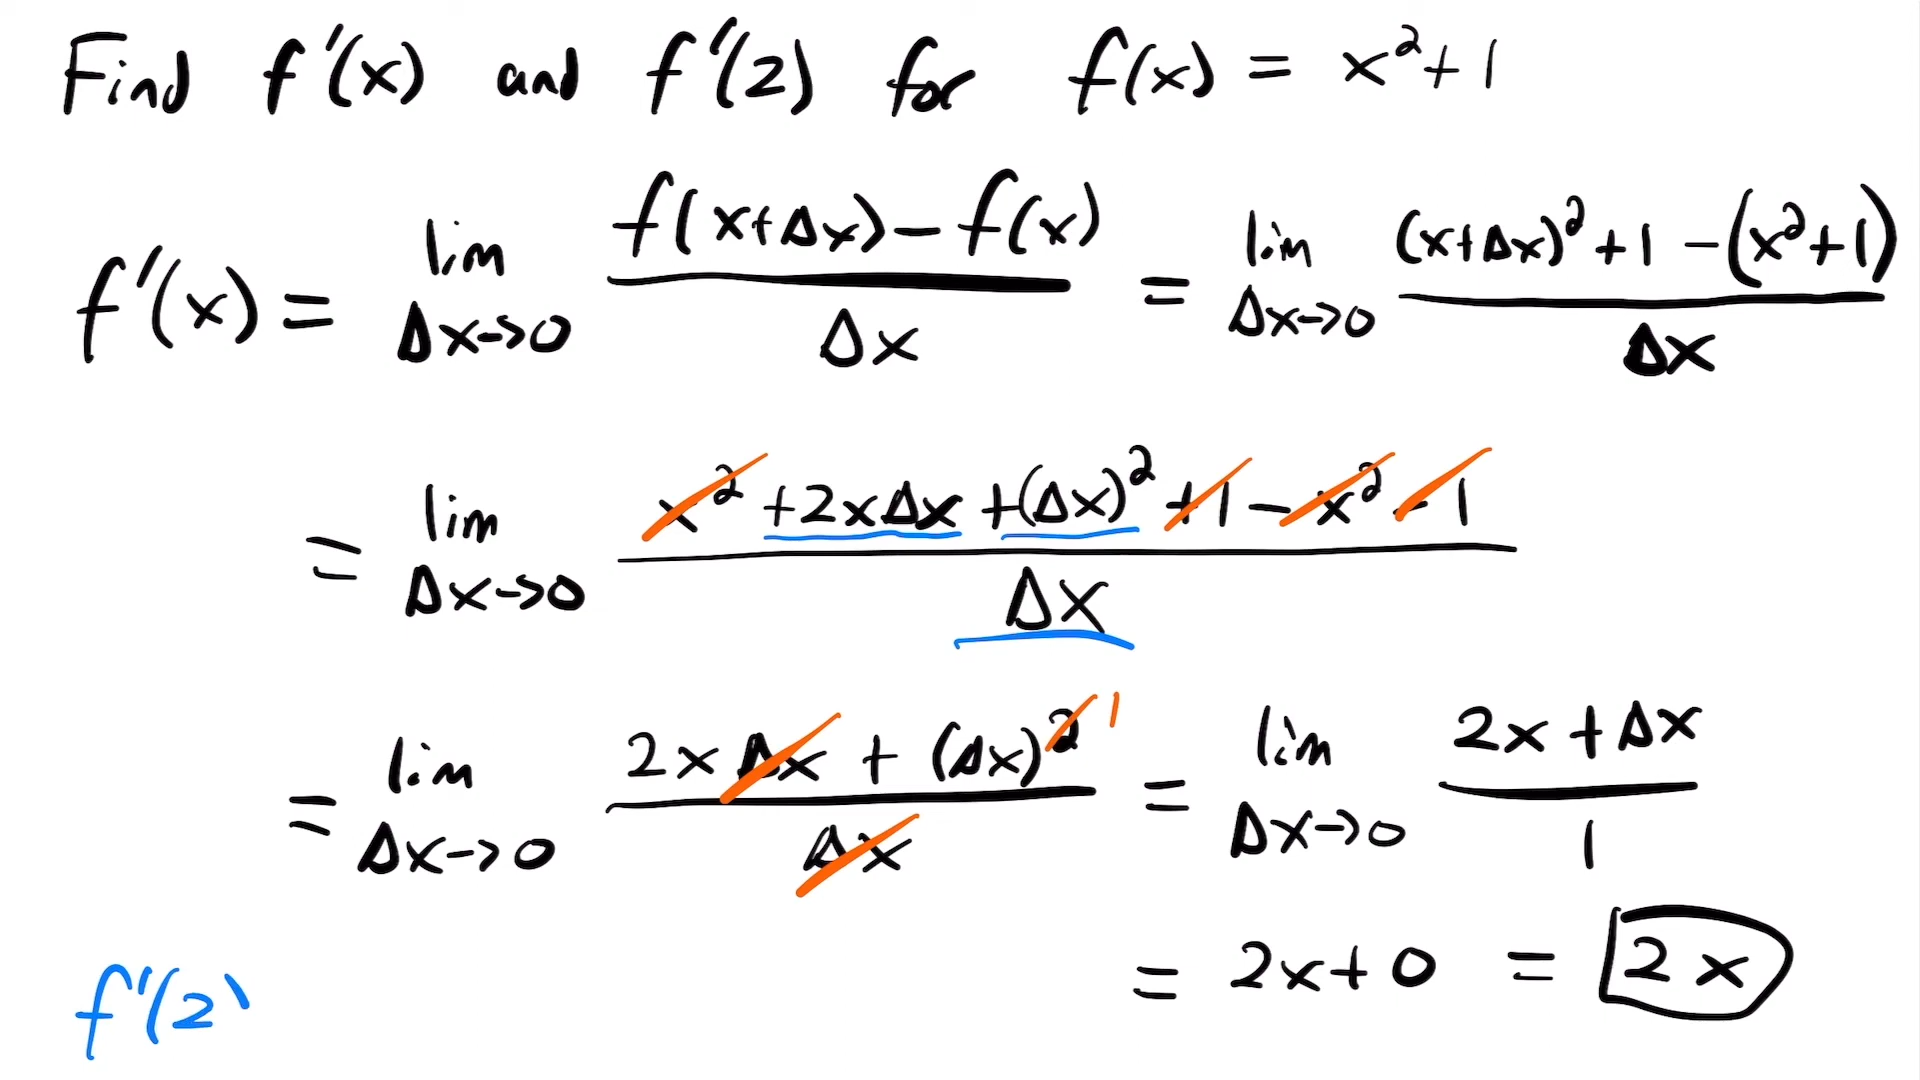 Find f'(x) and f'(2) for f(x) = x²+1
f'(x) = lim Δx->0 f(x+Δx) - f(x) / Δx = lim Δx->0 (x+Δx)² + 1 - (x²+1) / Δx
= lim Δx->0 x² + 2xΔx + (Δx)² + 1 - x² - 1 / Δx
= lim Δx->0 2xΔx + (Δx)² 1 / Δx = lim Δx->0 2x + Δx / 1
= 2x + 0 = 2x
f'(2)